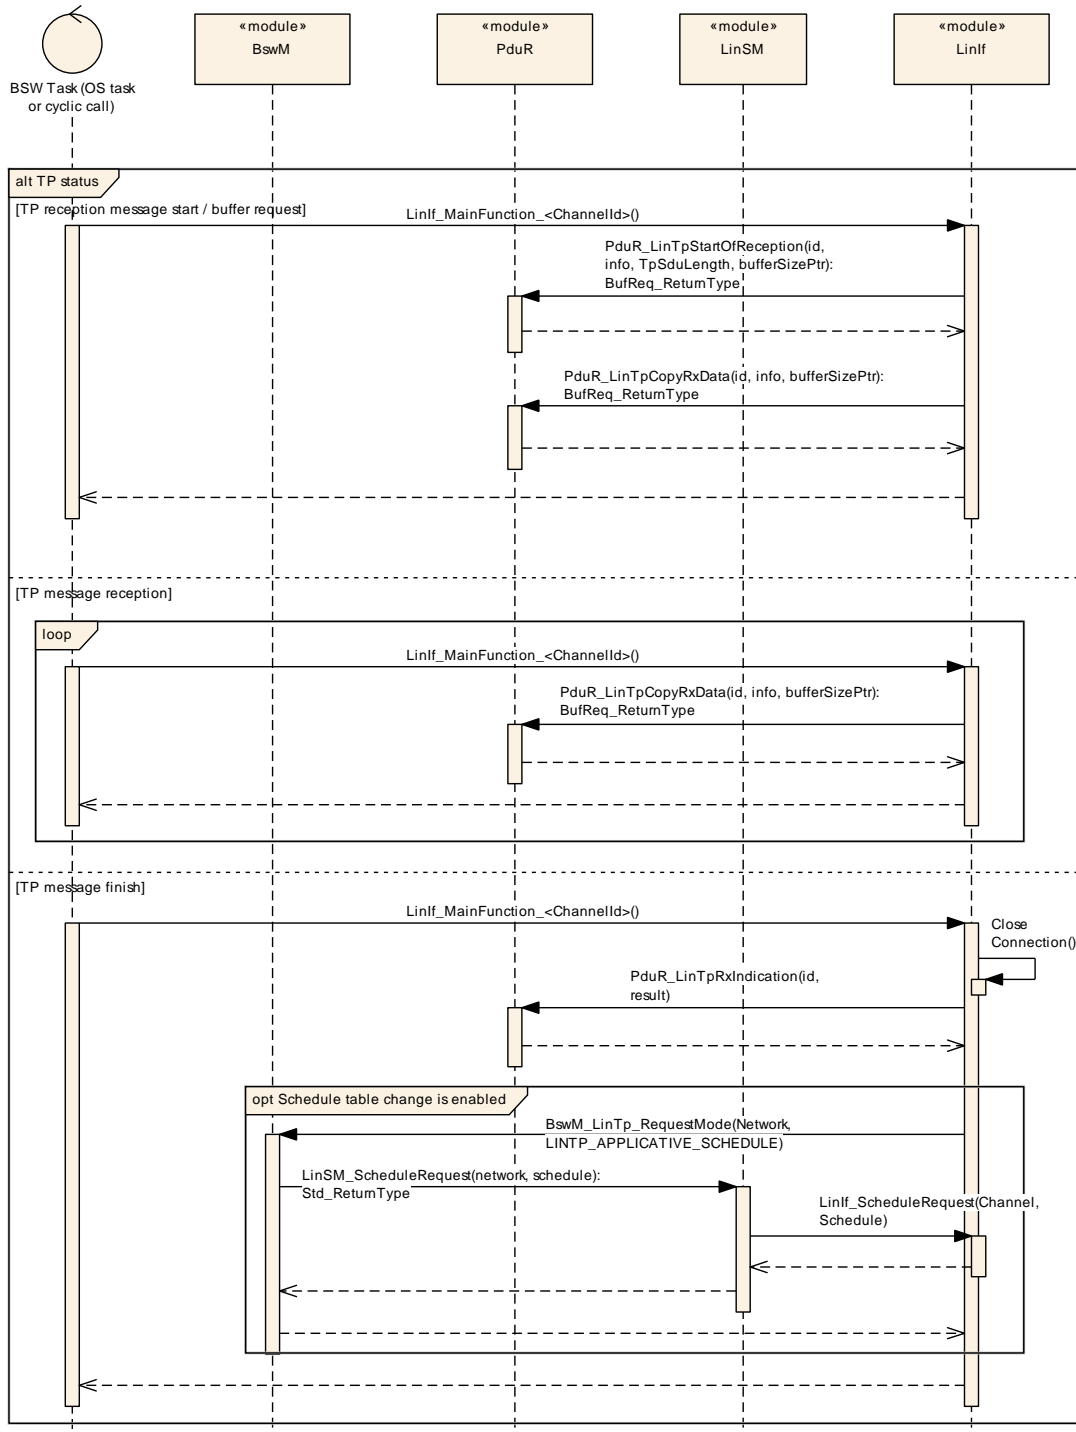 «module»
BswM
«module»
PduR
«module»
LinSM
«module»
LinIf
BSW Task (OS task
or cyclic call)
alt TP status
[TP reception message start / buffer request]
LinIf_MainFunction_<ChannelId>()
PduR_LinTpStartOfReception(id,
info, TpSduLength, bufferSizePtr):
BufReq_ReturnType
PduR_LinTpCopyRxData(id, info, bufferSizePtr):
BufReq_ReturnType
[TP message reception]
loop
LinIf_MainFunction_<ChannelId>()
PduR_LinTpCopyRxData(id, info, bufferSizePtr):
BufReq_ReturnType
[TP message finish]
LinIf_MainFunction_<ChannelId>()
Close
Connection()
PduR_LinTpRxIndication(id,
result)
opt Schedule table change is enabled
BswM_LinTp_RequestMode(Network,
LINTP_APPLICATIVE_SCHEDULE)
LinSM_ScheduleRequest(network, schedule):
Std_ReturnType
LinIf_ScheduleRequest(Channel,
Schedule)